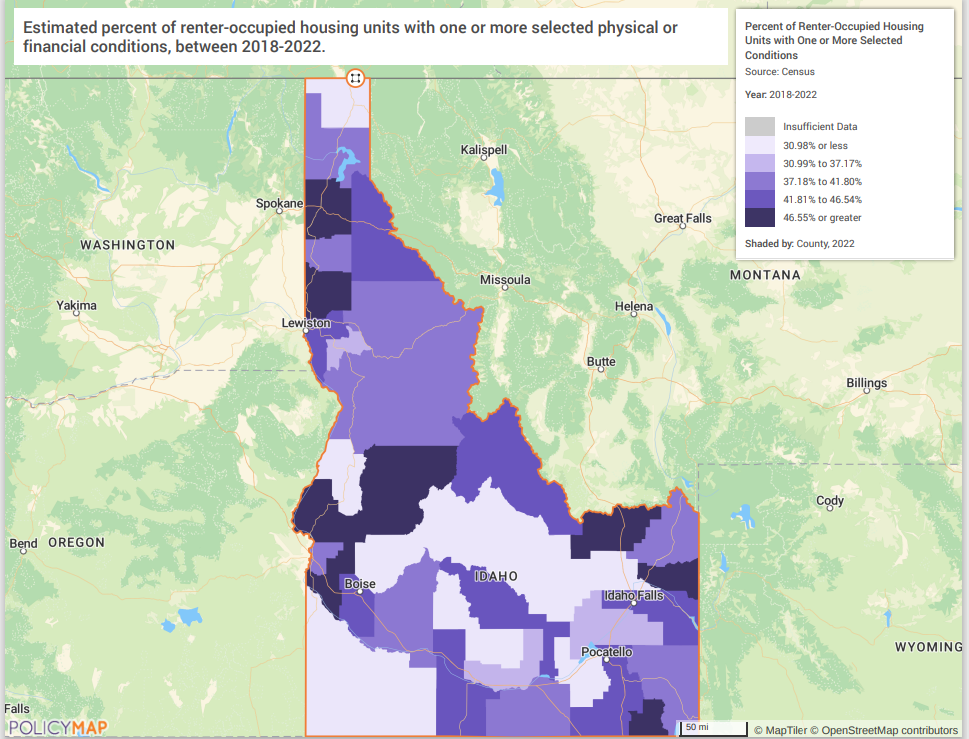 Estimated percent of renter-occupied housing units with one or more selected physical or
financial conditions, between 2018-2022.
Percent of Renter-Occupied Housing
Units with One or More Selected
Conditions
Source: Census
Year: 2018-2022
Insufficient Data
30.98% or less
30.99% to 37.17%
37.18% to 41.80%
41.81% to 46.54%
46.55% or greater
Shaded by: County, 2022
Kalispell
Spokane
Great Falls
WASHINGTON
MONTANA
Missoula
Yakima
Helena
Lewiston
Butte
Billings
Cody
Bend
OREGON
IDAHO
Boise
Idaho Falls
WYOMING
Pocatello
Falls
POLICYMAP
50 mi
© MapTiler © OpenStreetMap contributors